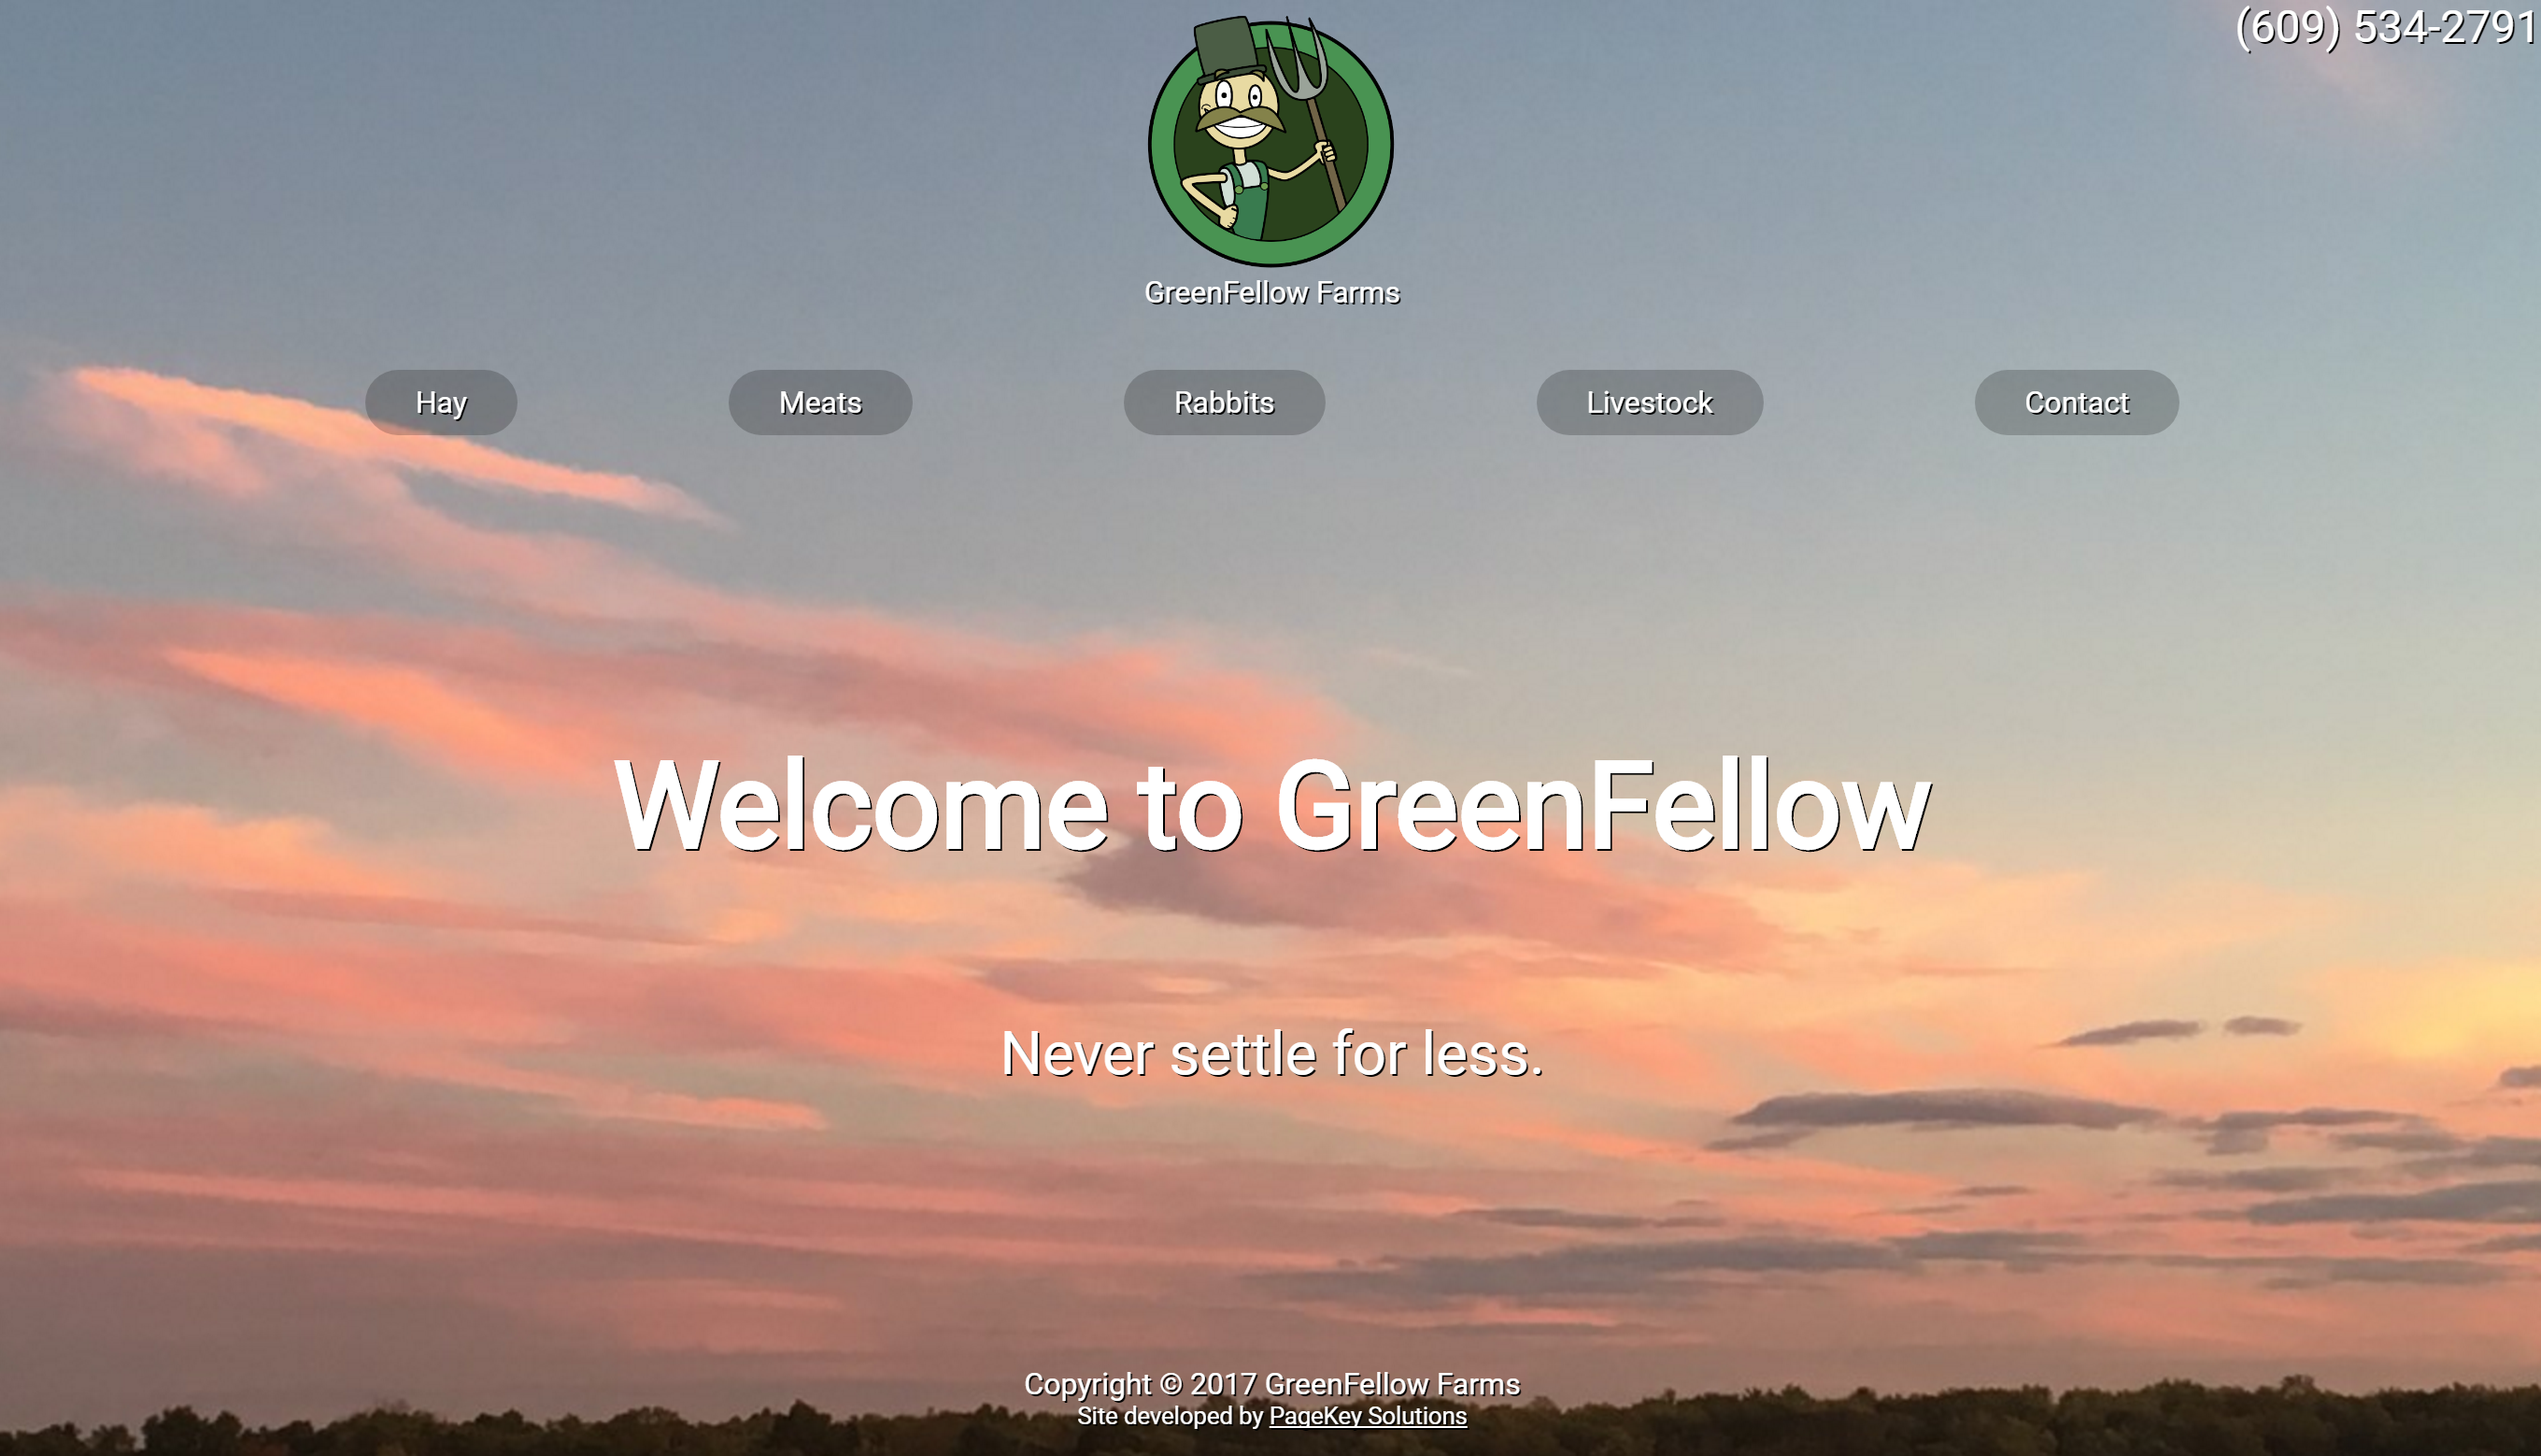 (609) 534-2791
GreenFellow Farms
Hay
Meats
Rabbits
Livestock
Contact
Welcome to GreenFellow
Never settle for less.
Copyright © 2017 GreenFellow Farms
Site developed by PageKey Solutions